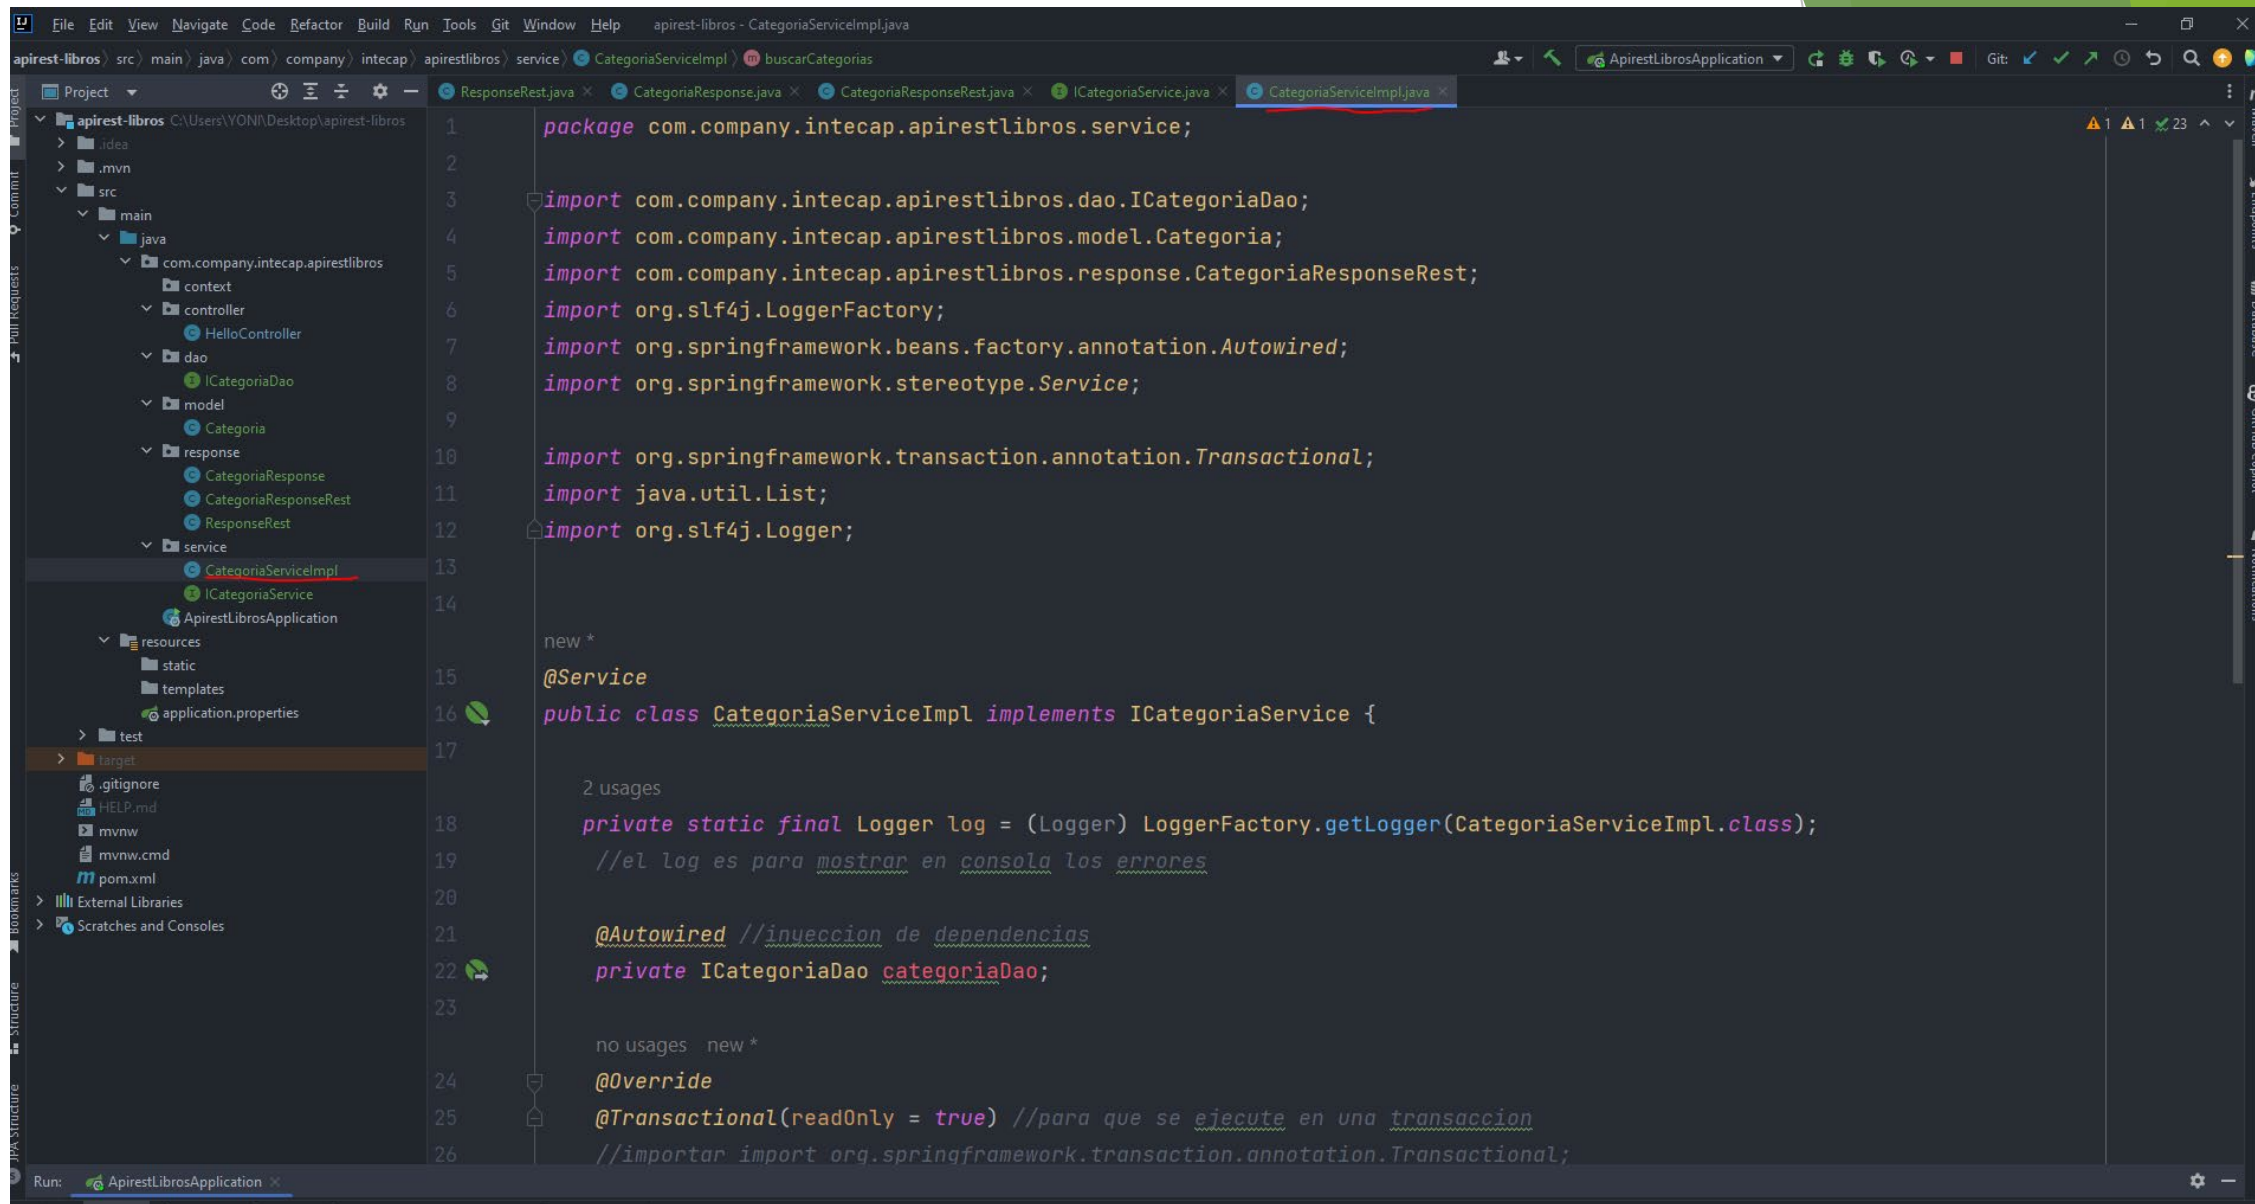 File Edit View Navigate Code Refactor Build Run Tools Git Window Help apirest-libros - CategoriaServiceImpl.java
apirest-libros src main java com company intecap apirestlibros service CategoriaServiceImpl buscarCategorias ApirestLibrosApplication Git:
Project ResponseRest.java CategoriaResponse.java CategoriaResponseRest.java ICategoriaService.java CategoriaServiceImpl.java
Project
Commit
Pull Requests
Bookmarks
Structure
JPA Structure
apirest-libros C:\Users\YONI\Desktop\apirest-libros
.idea
.mvn
src
main
java
com.company.intecap.apirestlibros
context
controller
HelloController
dao
ICategoriaDao
model
Categoria
response
CategoriaResponse
CategoriaResponseRest
ResponseRest
service
CategoriaServiceImpl
ICategoriaService
ApirestLibrosApplication
resources
static
templates
application.properties
test
target
.gitignore
HELP.md
mvnw
mvnw.cmd
pom.xml
External Libraries
Scratches and Consoles
1 package com.company.intecap.apirestlibros.service; 1 1 23
2
3 import com.company.intecap.apirestlibros.dao.ICategoriaDao;
4 import com.company.intecap.apirestlibros.model.Categoria;
5 import com.company.intecap.apirestlibros.response.CategoriaResponseRest;
6 import org.slf4j.LoggerFactory;
7 import org.springframework.beans.factory.annotation.Autowired;
8 import org.springframework.stereotype.Service;
9
10 import org.springframework.transaction.annotation.Transactional;
11 import java.util.List;
12 import org.slf4j.Logger;
13
14
new *
15 @Service
16 public class CategoriaServiceImpl implements ICategoriaService {
17
2 usages
18 private static final Logger log = (Logger) LoggerFactory.getLogger(CategoriaServiceImpl.class);
19 //el log es para mostrar en consola los errores
20
21 @Autowired //inyeccion de dependencias
22 private ICategoriaDao categoriaDao;
23
no usages new *
24 @Override
25 @Transactional(readOnly = true) //para que se ejecute en una transaccion
26 //importar import org.springframework.transaction.annotation.Transactional;
Run: ApirestLibrosApplication